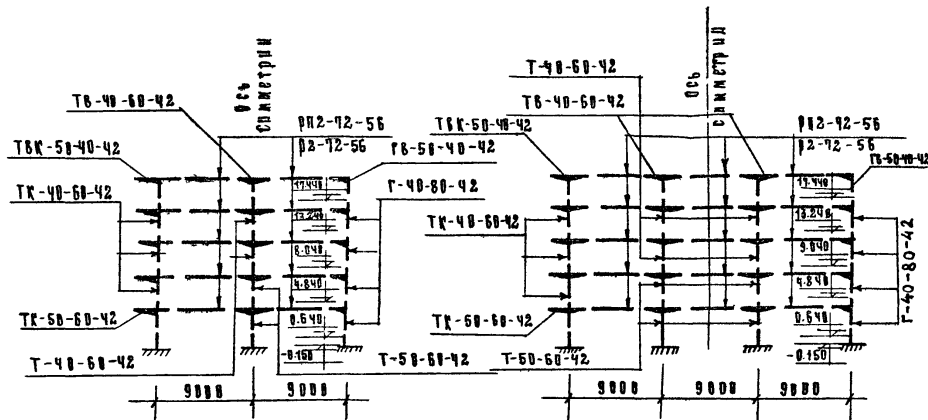 Ось симметрии
ТВ-40-60-42
ТВК-50-40-42
ТК-40-60-42
ТК-50-60-42
Т-40-60-42
РП2-72-56
Р2-72-56
ГВ-50-40-42
Г-40-80-42
17.440
13.240
9.040
4.840
0.640
-0.150
Т-50-60-42
9000 9000
Т-40-60-42
ТВ-40-60-42
ТВК-50-40-42
ТК-40-60-42
ТК-50-60-42
Т-50-60-42
Ось симметрии
РП2-72-56
Р2-72-56
ГВ-50-40-42
17.440
13.240
9.040
4.840
0.640
-0.150
Г-40-80-42
9000 9000 9000